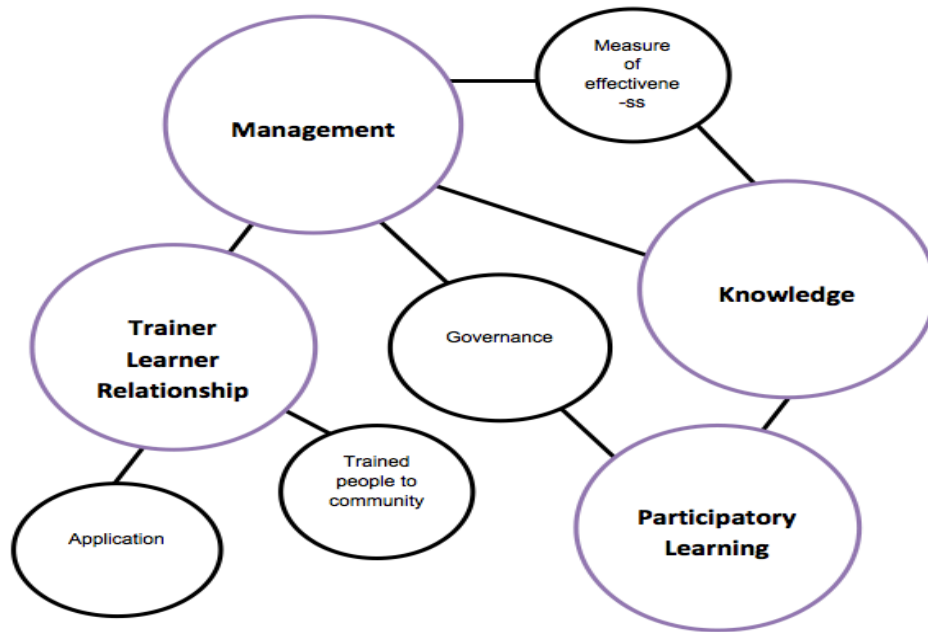 Measure
of
effectivene
-ss
Management
Knowledge
Trainer
Learner
Relationship
Governance
Trained
people to
community
Application
Participatory
Learning